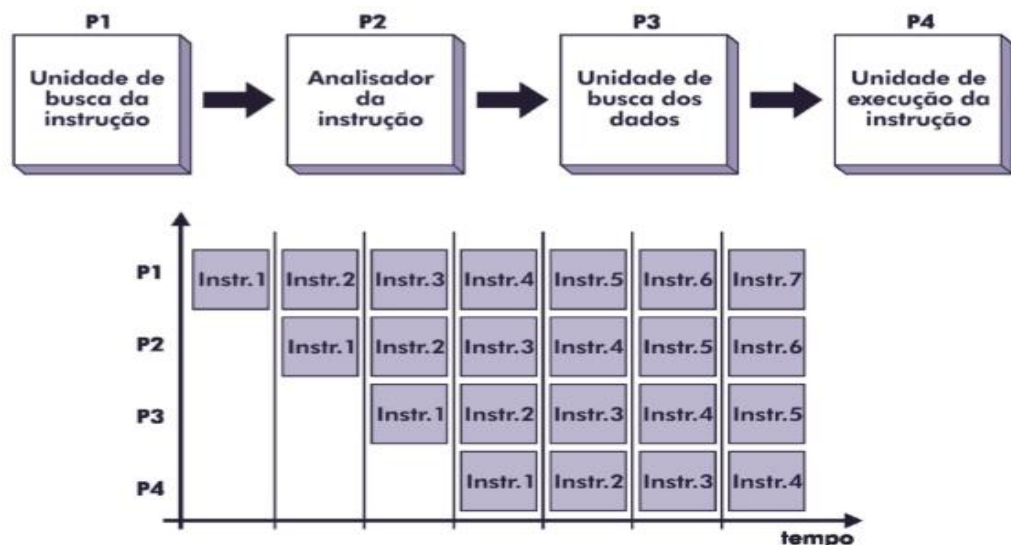 P1 P2 P3 P4
Unidade de
busca da
instrução
Analisador
da
instrução
Unidade de
busca dos
dados
Unidade de
execução da
instrução
P1 Instr.1 Instr.2 Instr.3 Instr.4 Instr.5 Instr.6 Instr.7
P2 Instr.1 Instr.2 Instr.3 Instr.4 Instr.5 Instr.6
P3 Instr.1 Instr.2 Instr.3 Instr.4 Instr.5
P4 Instr.1 Instr.2 Instr.3 Instr.4
tempo